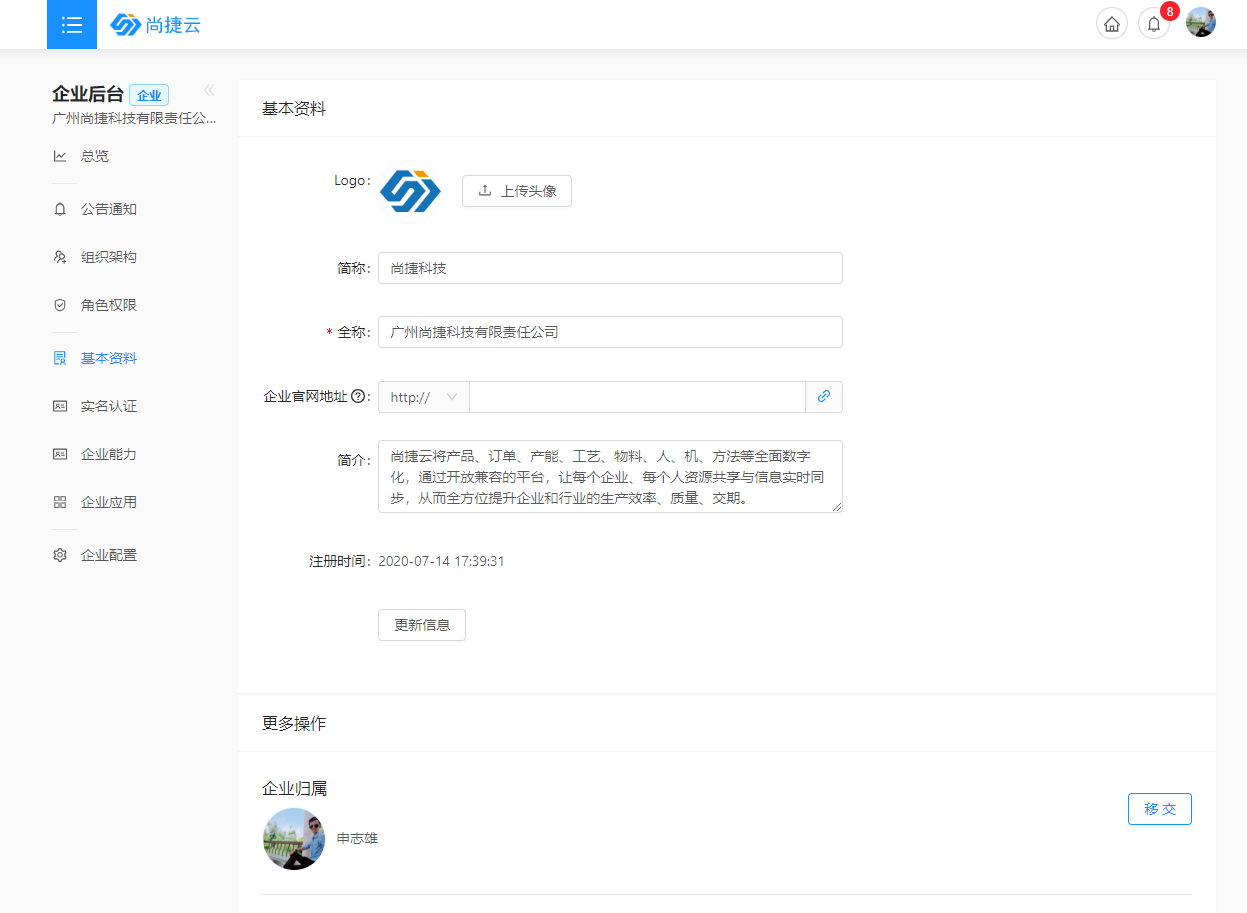 尚捷云
8
企业后台 企业
广州尚捷科技有限责任公...
总览
公告通知
组织架构
角色权限
基本资料
实名认证
企业能力
企业应用
企业配置
基本资料
Logo:
上传头像
简称:
尚捷科技
* 全称:
广州尚捷科技有限责任公司
企业官网地址 ? :
http://
简介:
尚捷云将产品、订单、产能、工艺、物料、人、机、方法等全面数字
化，通过开放兼容的平台，让每个企业、每个人资源共享与信息实时同
步，从而全方位提升企业和行业的生产效率、质量、交期。
注册时间: 2020-07-14 17:39:31
更新信息
更多操作
企业归属
申志雄
移 交